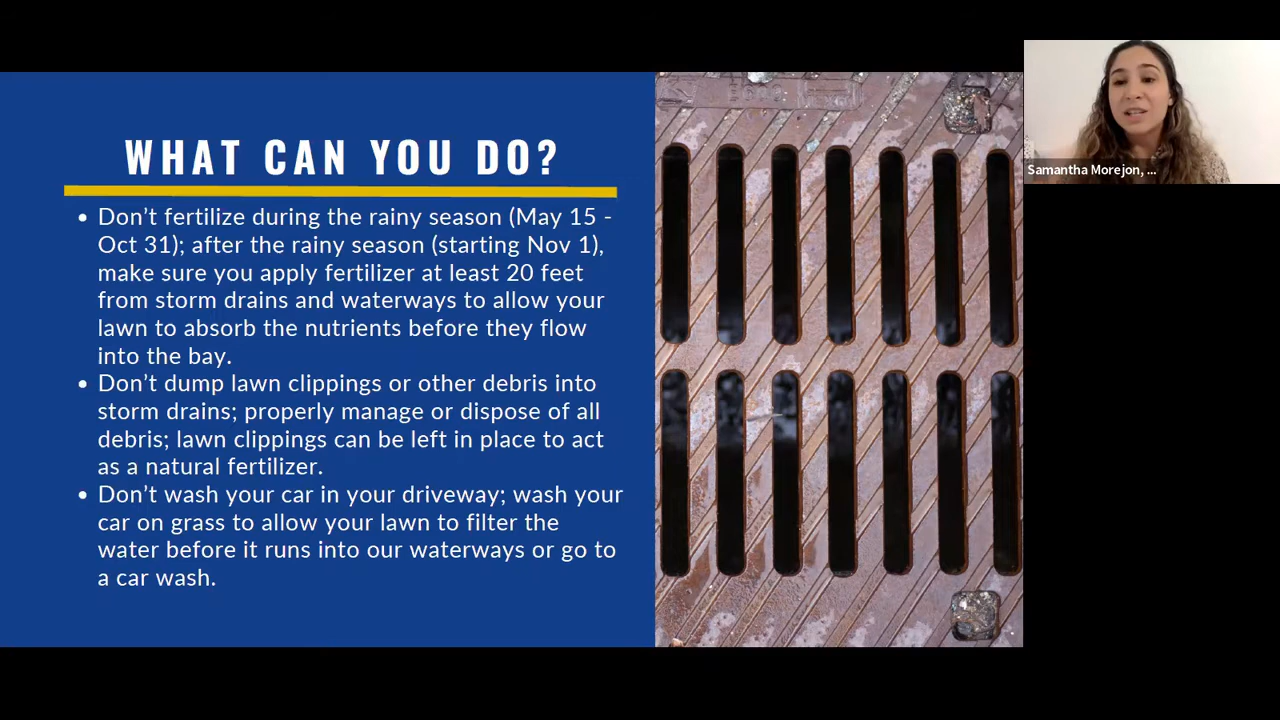 WHAT CAN YOU DO?
• Don't fertilize during the rainy season (May 15 -
Oct 31); after the rainy season (starting Nov 1),
make sure you apply fertilizer at least 20 feet
from storm drains and waterways to allow your
lawn to absorb the nutrients before they flow
into the bay.
• Don't dump lawn clippings or other debris into
storm drains; properly manage or dispose of all
debris; lawn clippings can be left in place to act
as a natural fertilizer.
• Don't wash your car in your driveway; wash your
car on grass to allow your lawn to filter the
water before it runs into our waterways or go to
a car wash.
Samantha Morejon, ...